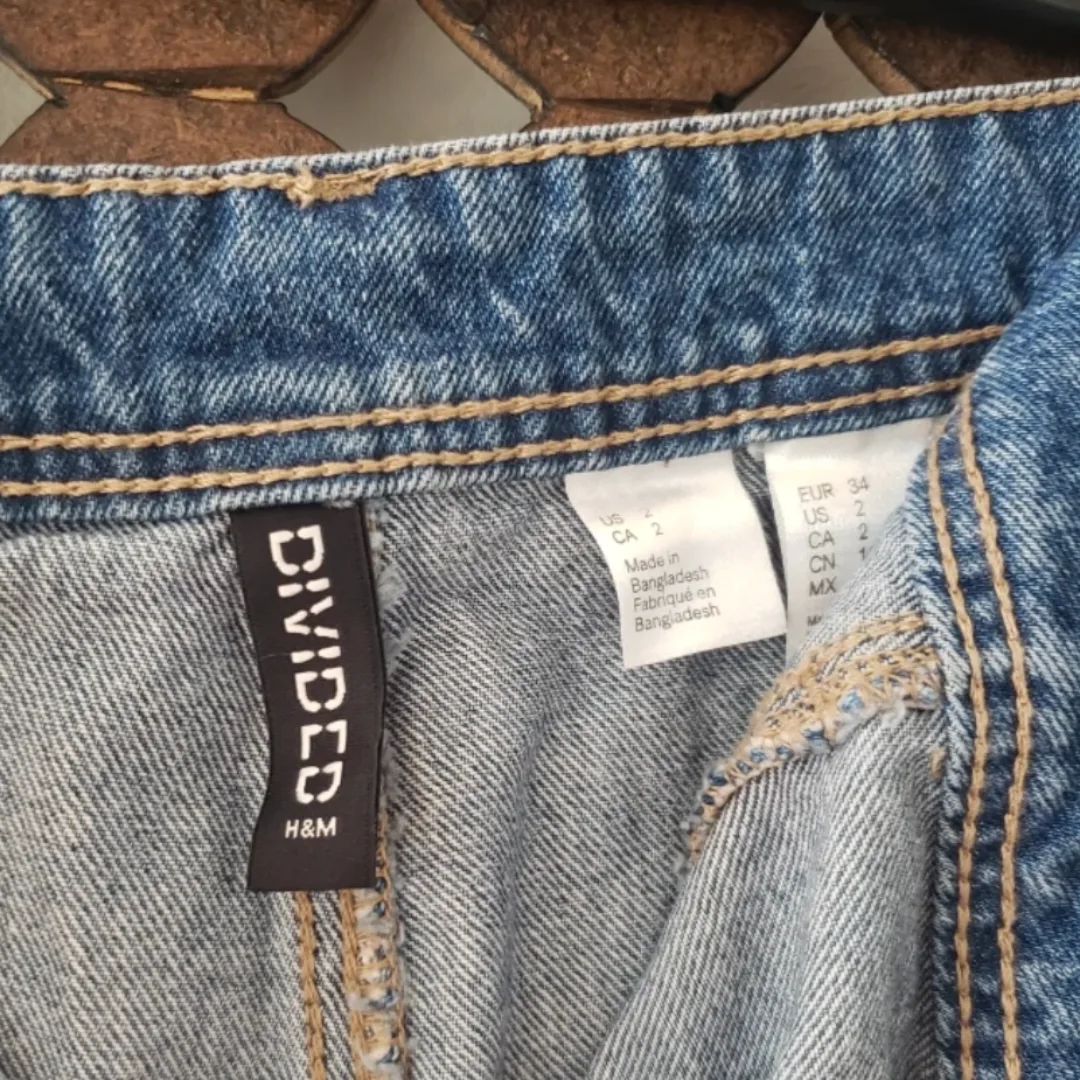 DIVIDED
H&M
US 2
CA 2
Made in
Bangladesh
Fabriqué en
Bangladesh
EUR 34
US 2
CA 2
CN
MX